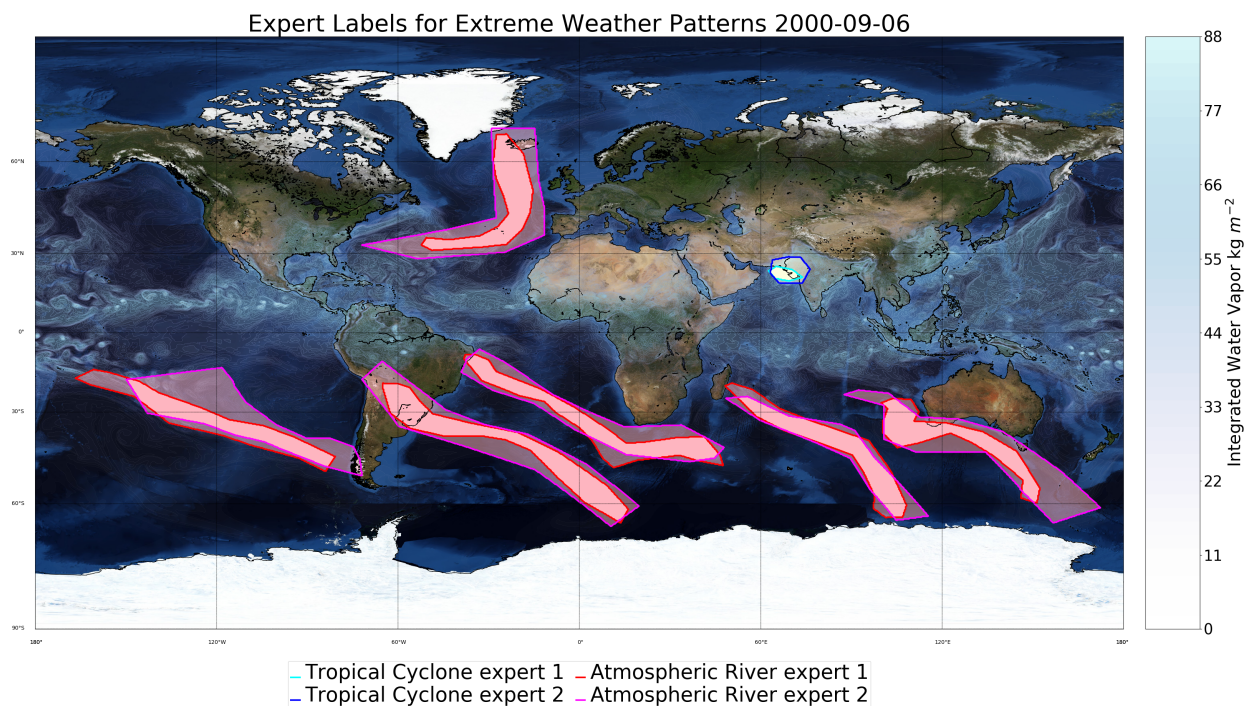 Expert Labels for Extreme Weather Patterns 2000-09-06
60°N
30°N
0°
30°S
60°S
90°S
180°
120°W
60°W
0°
60°E
120°E
180°
88
77
66
55
44
33
22
11
0
Integrated Water Vapor kg m⁻²
Tropical Cyclone expert 1
Atmospheric River expert 1
Tropical Cyclone expert 2
Atmospheric River expert 2